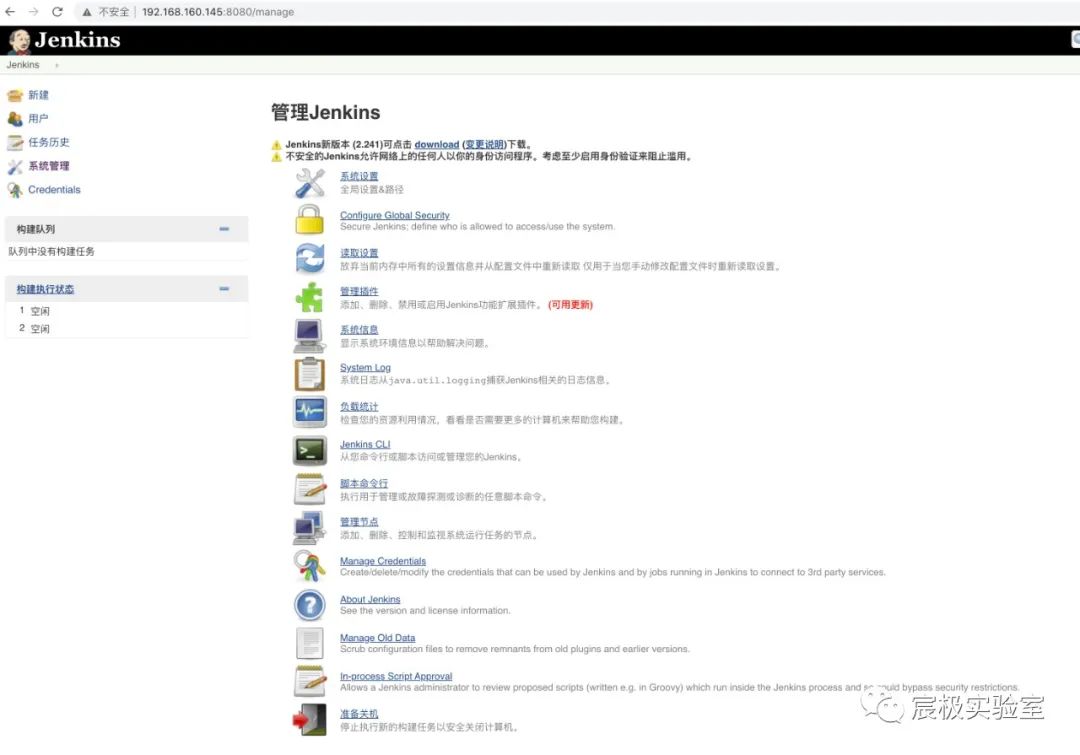 不安全 192.168.160.145:8080/manage
Jenkins
Jenkins
新建
用户
任务历史
系统管理
Credentials
构建队列
队列中没有构建任务
构建执行状态
1 空闲
2 空闲
管理Jenkins
Jenkins新版本 (2.241)可点击 download (变更说明)下载。
不安全的Jenkins允许网络上的任何人以你的身份访问程序。考虑至少启用身份验证来阻止滥用。
系统设置
全局设置&路径
Configure Global Security
Secure Jenkins; define who is allowed to access/use the system.
读取设置
放弃当前内存中所有的设置信息并从配置文件中重新读取 仅用于当您手动修改配置文件时重新读取设置。
管理插件
添加、删除、禁用或启用Jenkins功能扩展插件。 (可用更新)
系统信息
显示系统环境信息以帮助解决问题。
System Log
系统日志从java.util.logging捕获Jenkins相关的日志信息。
负载统计
检查您的资源利用情况，看看是否需要更多的计算机来帮助您构建。
Jenkins CLI
从您命令行或脚本访问或管理您的Jenkins。
脚本命令行
执行用于管理或故障探测或诊断的任意脚本命令。
管理节点
添加、删除、控制和监视系统运行任务的节点。
Manage Credentials
Create/delete/modify the credentials that can be used by Jenkins and by jobs running in Jenkins to connect to 3rd party services.
About Jenkins
See the version and license information.
Manage Old Data
Scrub configuration files to remove remnants from old plugins and earlier versions.
In-process Script Approval
Allows a Jenkins administrator to review proposed scripts (written e.g. in Groovy) which run inside the Jenkins process and so could bypass security restrictions.
准备关机
停止执行新的构建任务以安全关闭计算机。
宸极实验室